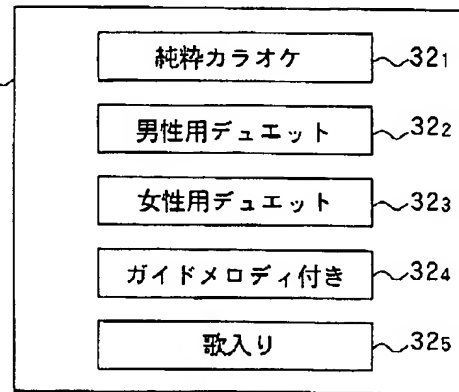 純粋カラオケ 321
男性用デュエット 322
女性用デュエット 323
ガイドメロディ付き 324
歌入り 325